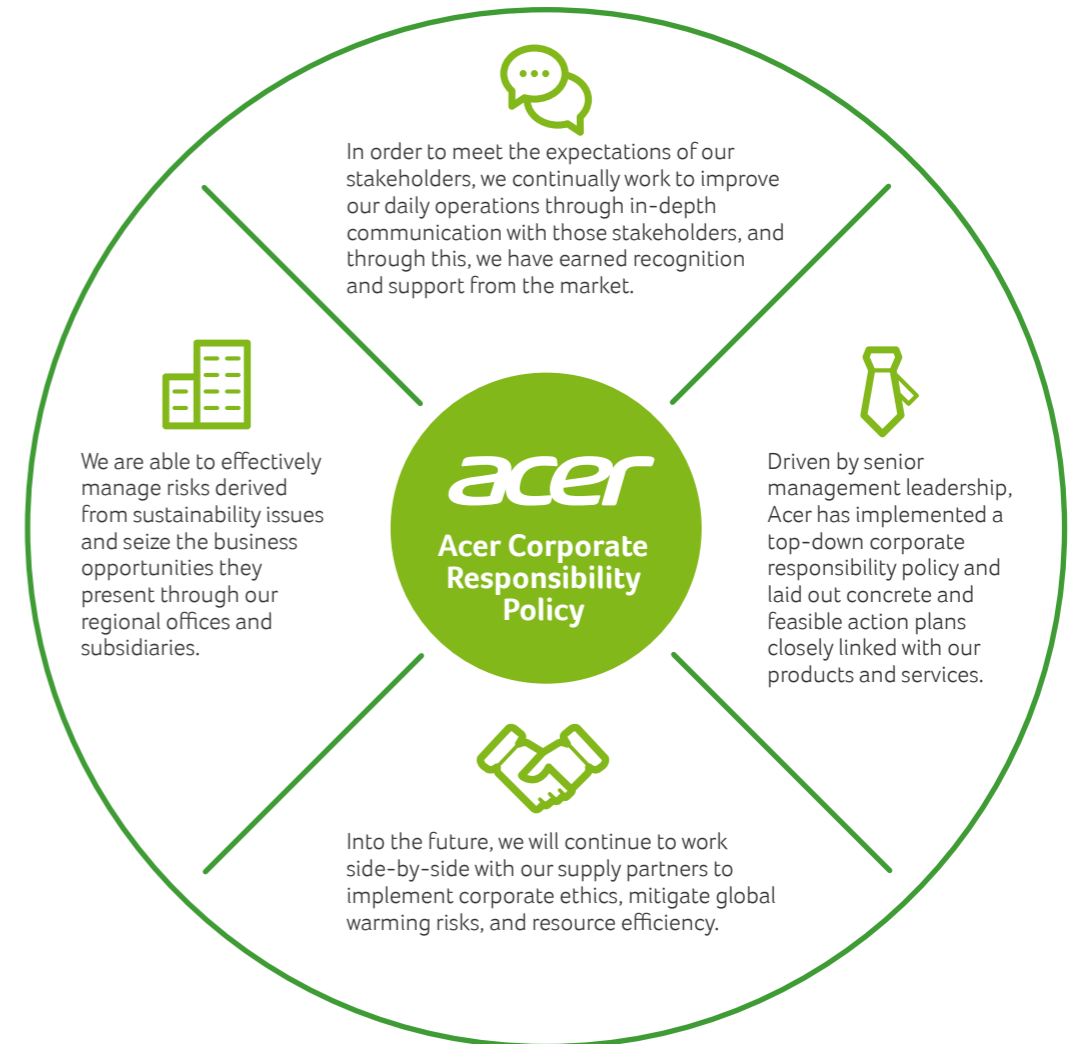 In order to meet the expectations of our
stakeholders, we continually work to improve
our daily operations through in-depth
communication with those stakeholders, and
through this, we have earned recognition
and support from the market.
We are able to effectively
manage risks derived
from sustainability issues
and seize the business
opportunities they
present through our
regional offices and
subsidiaries.
acer
Acer Corporate
Responsibility
Policy
Driven by senior
management leadership,
Acer has implemented a
top-down corporate
responsibility policy and
laid out concrete and
feasible action plans
closely linked with our
products and services.
Into the future, we will continue to work
side-by-side with our supply partners to
implement corporate ethics, mitigate global
warming risks, and resource efficiency.